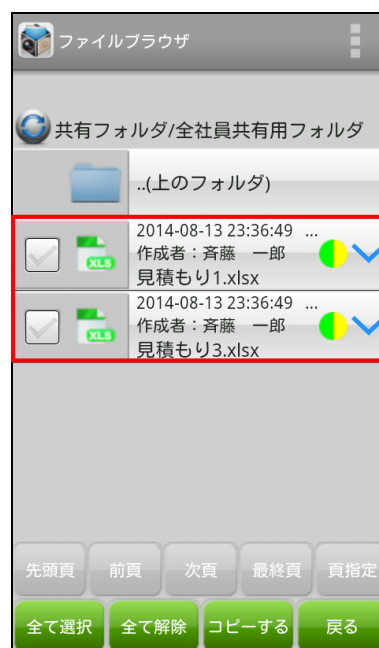 ファイルブラウザ
共有フォルダ/全社員共有用フォルダ
..(上のフォルダ)
2014-08-13 23:36:49 ...
作成者：斉藤　一郎
XLS
見積もり1.xlsx
2014-08-13 23:36:49 ...
作成者：斉藤　一郎
XLS
見積もり3.xlsx
先頭頁 前頁 次頁 最終頁 頁指定
全て選択 全て解除 コピーする 戻る